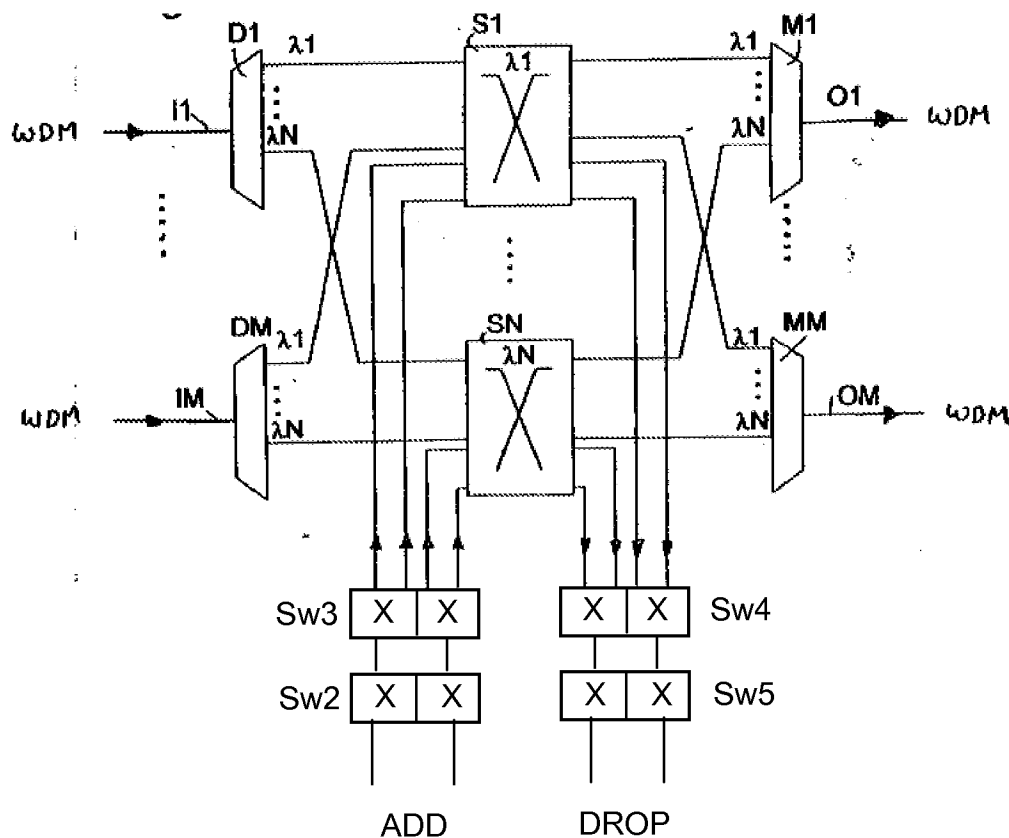 D1
λ1
S1
λ1
λ1
M1
WDM
I1
λN
λN
O1
WDM
DM
λ1
SN
λN
λ1
MM
WDM
IM
λN
λN
OM
WDM
Sw3
X
X
X
X
Sw4
Sw2
X
X
X
X
Sw5
ADD
DROP